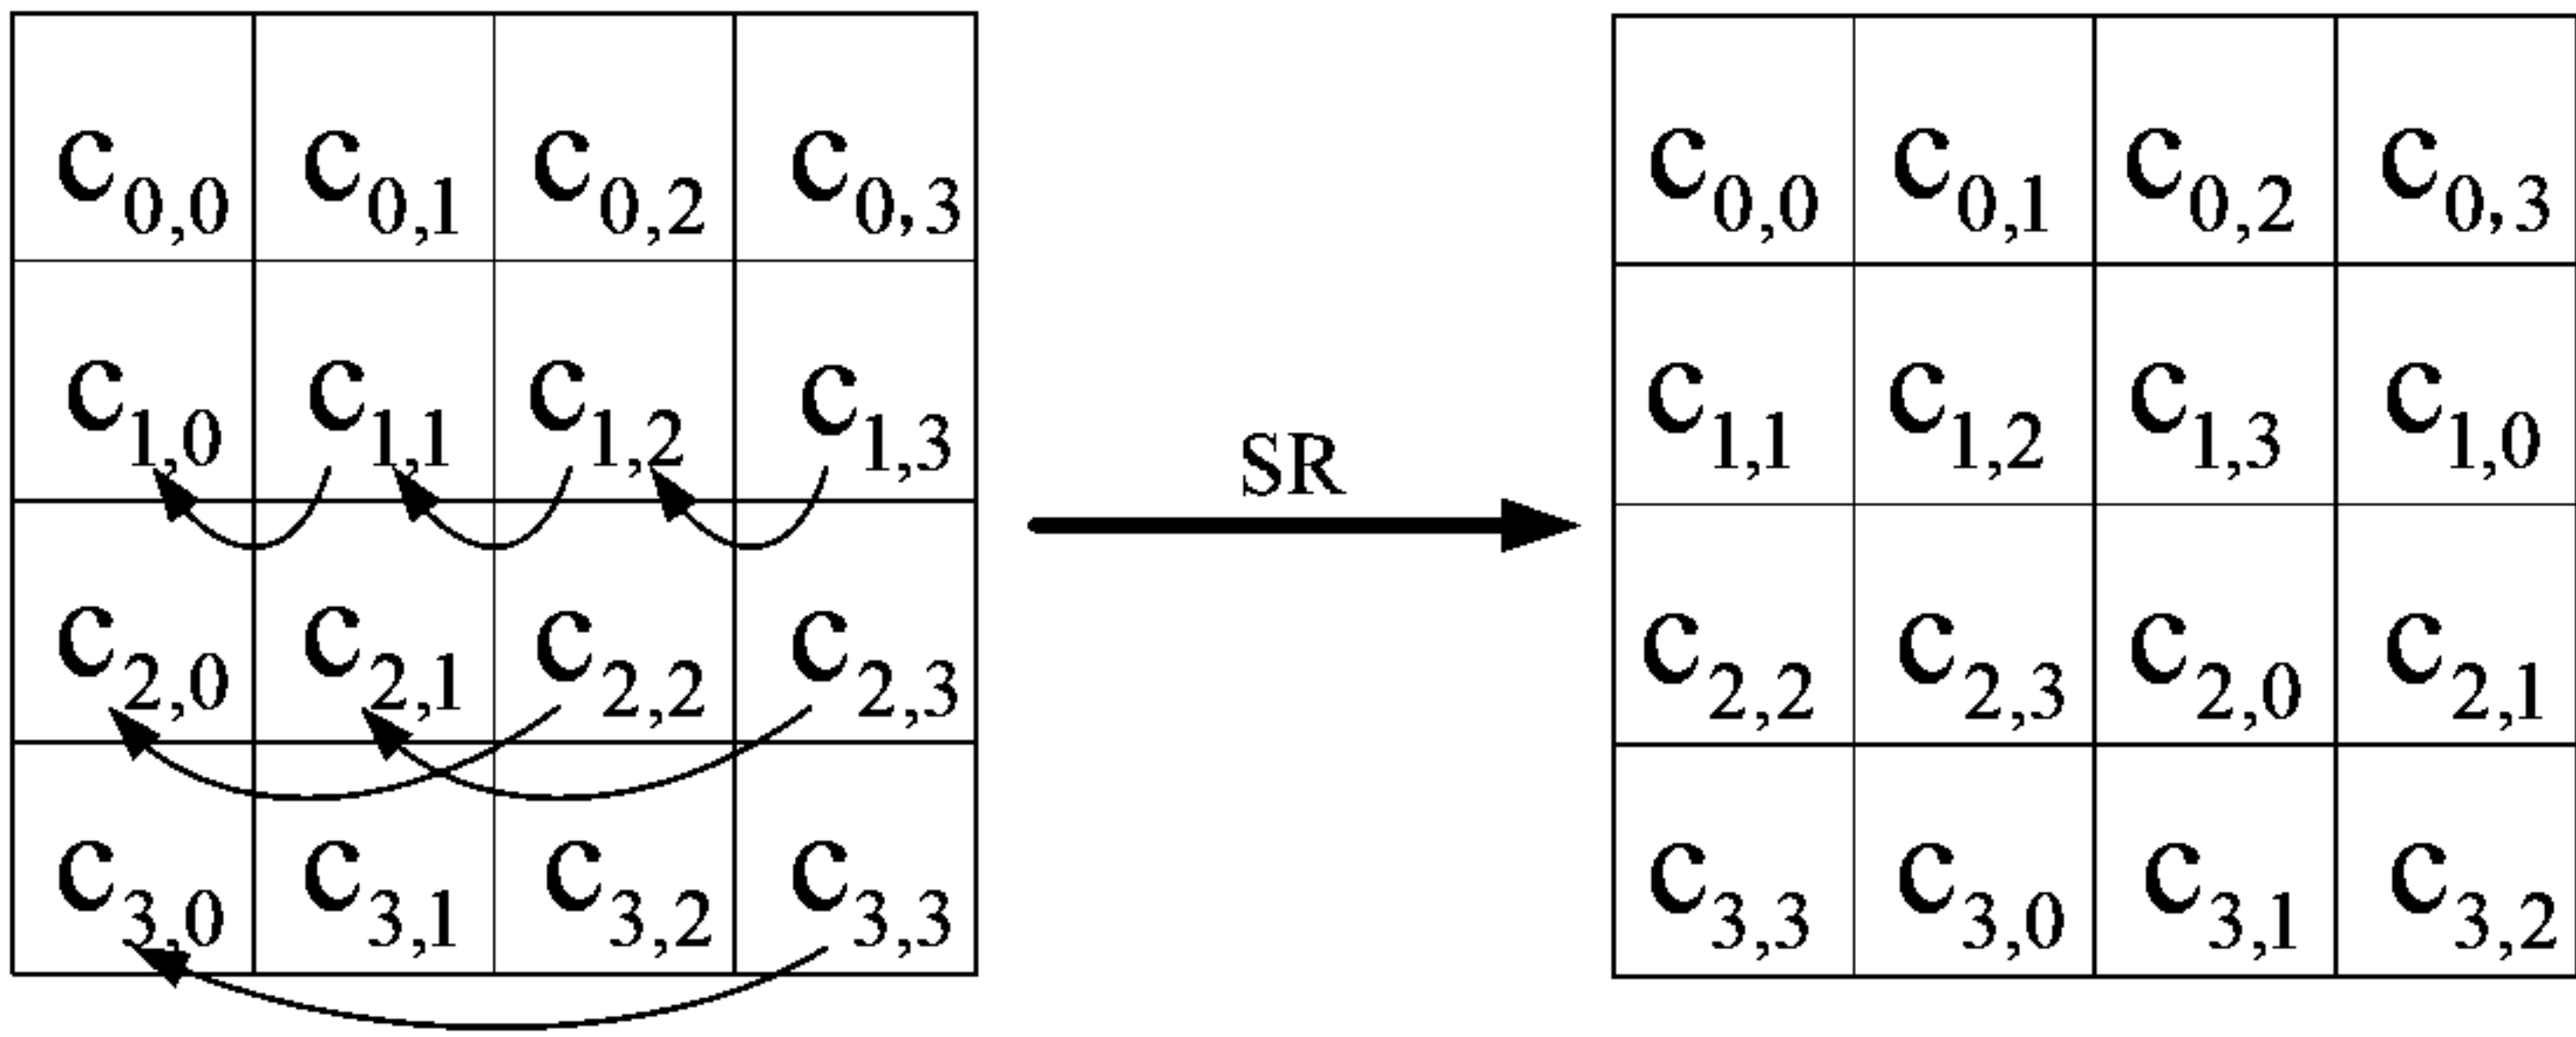 c0,0 c0,1 c0,2 c0,3
c1,0 c1,1 c1,2 c1,3
c2,0 c2,1 c2,2 c2,3
c3,0 c3,1 c3,2 c3,3
SR
c0,0 c0,1 c0,2 c0,3
c1,1 c1,2 c1,3 c1,0
c2,2 c2,3 c2,0 c2,1
c3,3 c3,0 c3,1 c3,2